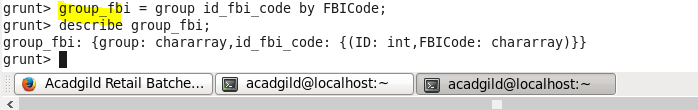 grunt> group_fbi = group id_fbi_code by FBICode;
grunt> describe group_fbi;
group_fbi: {group: chararray,id_fbi_code: {(ID: int,FBICode: chararray)}}
grunt>
Acadgild Retail Batche... acadgild@localhost:~ acadgild@localhost:~